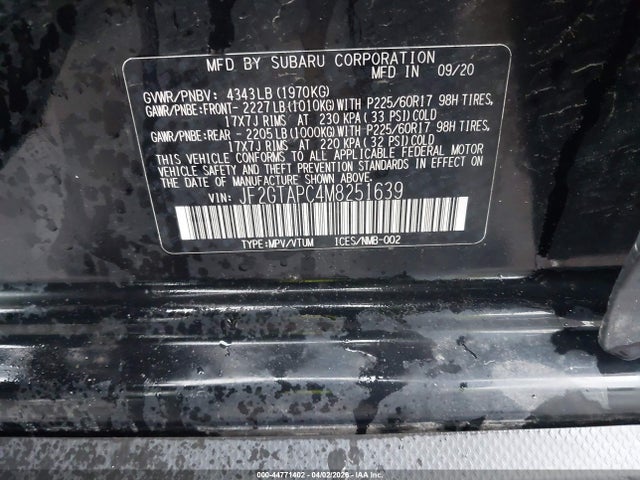 MFD BY SUBARU CORPORATION
MFD IN 09/20
GVWR/PNBV: 4343LB (1970KG)
GAWR/PNBE:FRONT- 2227LB(1010KG)WITH P225/60R17 98H TIRES,
17X7J RIMS AT 230 KPA (33 PSI)COLD
GAWR/PNBE:REAR - 2205LB(1000KG)WITH P225/60R17 98H TIRES,
17X7J RIMS AT 220 KPA (32 PSI)COLD
THIS VEHICLE CONFORMS TO ALL APPLICABLE FEDERAL MOTOR
VEHICLE SAFETY AND THEFT PREVENTION STANDARDS IN EFFECT
ON THE DATE OF MANUFACTURE SHOWN ABOVE.
VIN: JF2GTAPC4M8251639
TYPE:MPV/VTUM ICES/NMB-002
000-44771402 - 04/02/2026 -